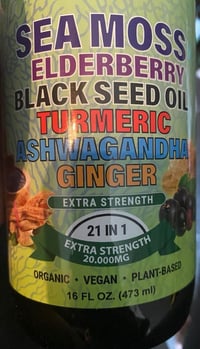 SEA MOSS
ELDERBERRY
BLACK SEED OIL
TURMERIC
ASHWAGANDHA
GINGER
EXTRA STRENGTH
21 IN 1
EXTRA STRENGTH
20.000MG
ORGANIC • VEGAN • PLANT-BASED
16 FL OZ. (473 ml)